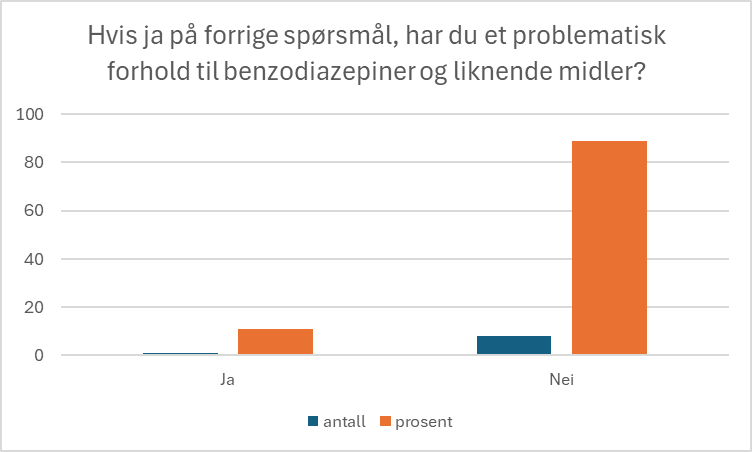 Hvis ja på forrige spørsmål, har du et problematisk
forhold til benzodiazepiner og liknende midler?
100
80
60
40
20
0
Ja Nei
antall prosent